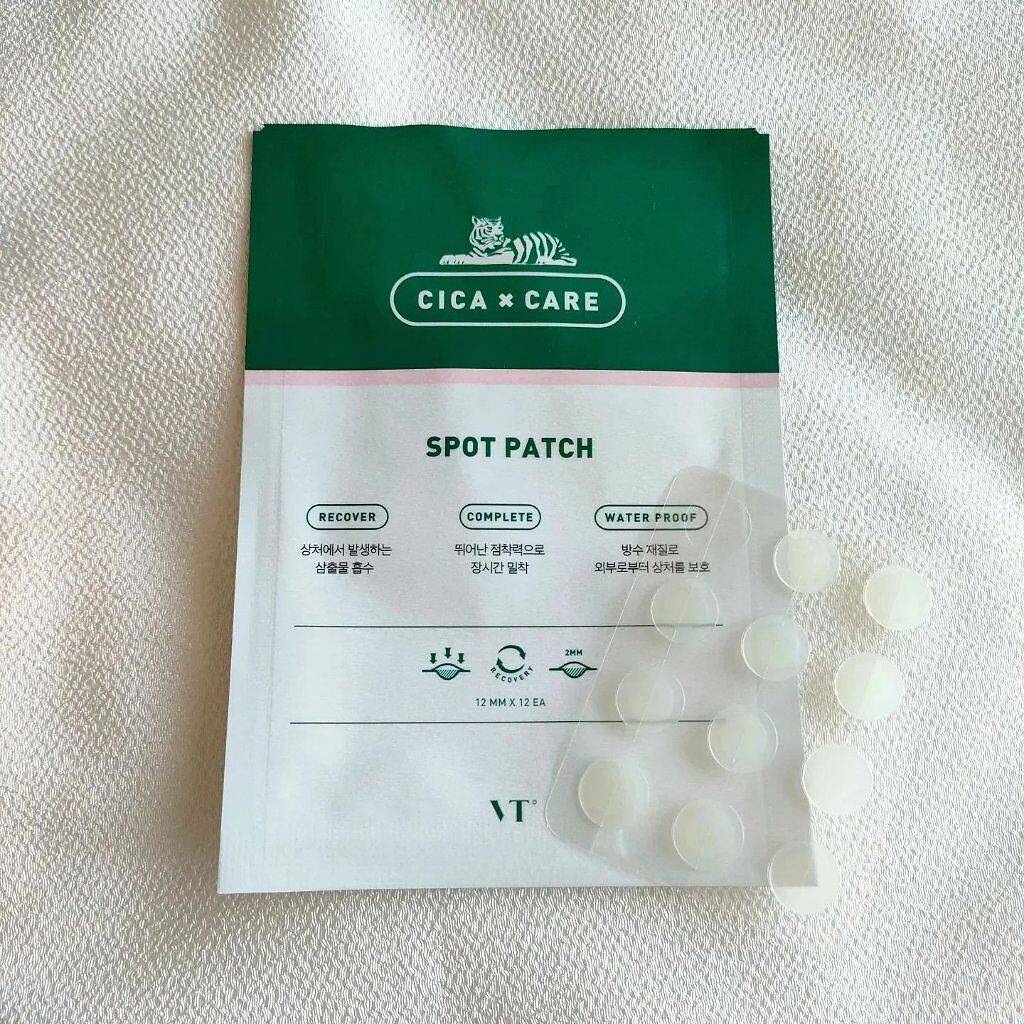 CICA × CARE
SPOT PATCH
RECOVER
상처에서 발생하는
삼출물 흡수
COMPLETE
뛰어난 점착력으로
장시간 밀착
WATER PROOF
방수 재질로
외부로부터 상처를 보호
RECOVERY
2MM
12 MM X 12 EA
VT